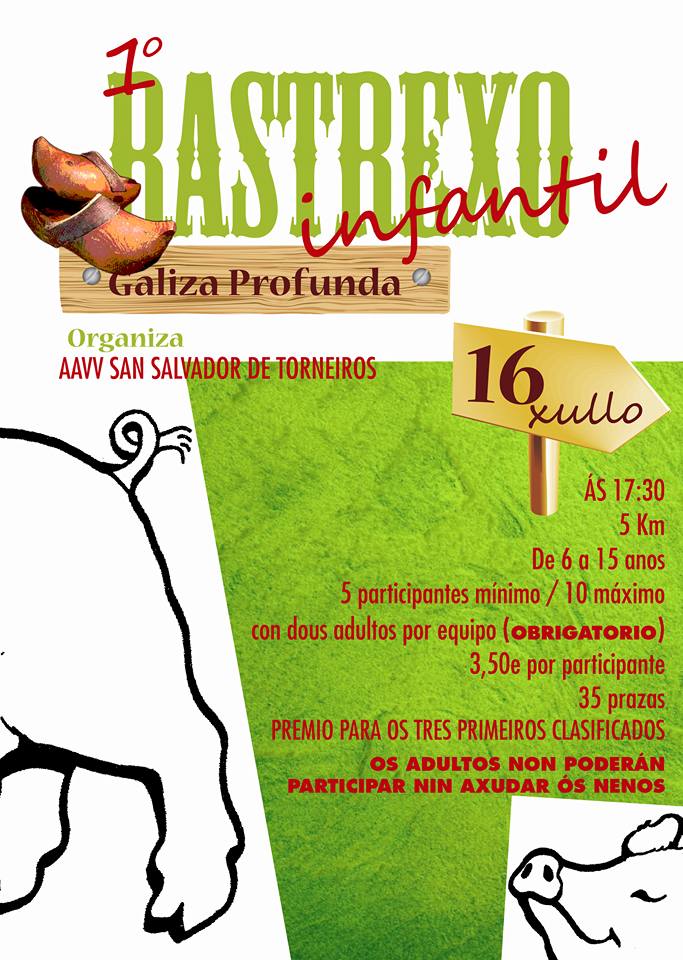 1º
RASTREXO
infantil
Galiza Profunda
Organiza
AAVV SAN SALVADOR DE TORNEIROS
16
xullo
ÁS 17:30
5 Km
De 6 a 15 anos
5 participantes mínimo / 10 máximo
con dous adultos por equipo (OBRIGATORIO)
3,50e por participante
35 prazas
PREMIO PARA OS TRES PRIMEIROS CLASIFICADOS
OS ADULTOS NON PODERÁN
PARTICIPAR NIN AXUDAR ÓS NENOS